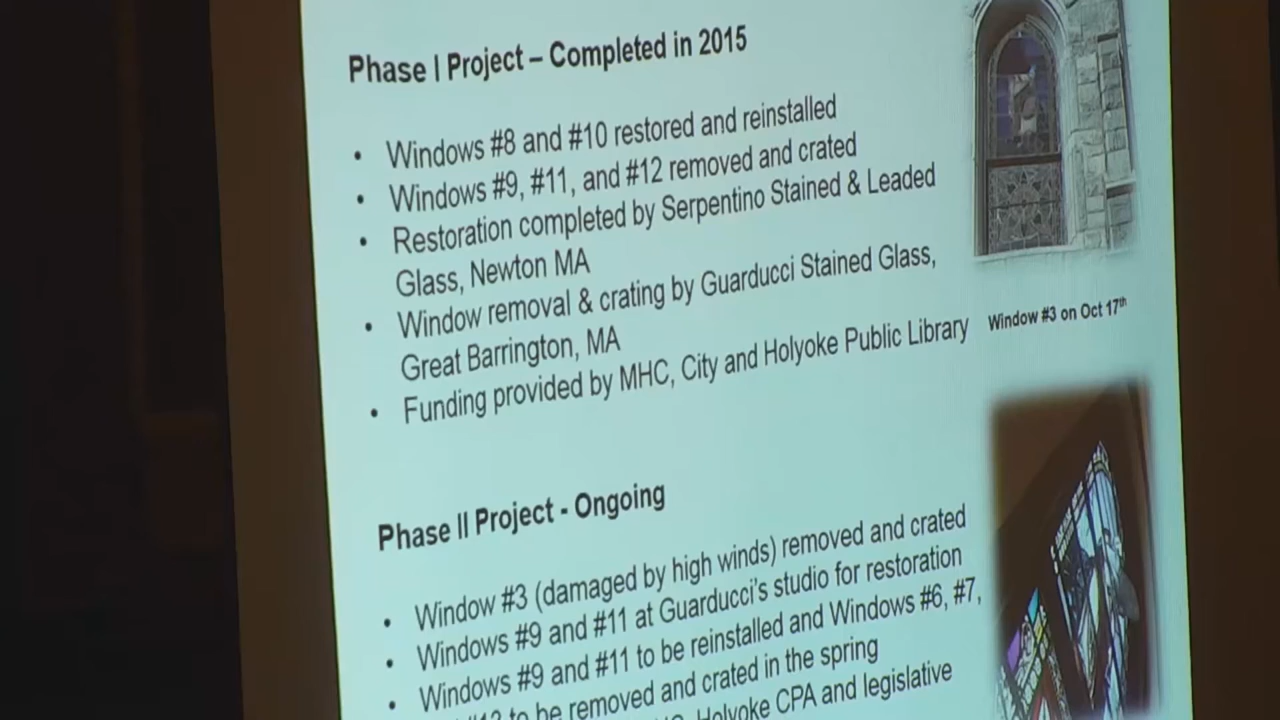 Phase I Project – Completed in 2015
• Windows #8 and #10 restored and reinstalled
• Windows #9, #11, and #12 removed and crated
• Restoration completed by Serpentino Stained & Leaded
Glass, Newton MA
• Window removal & crating by Guarducci Stained Glass,
Great Barrington, MA
• Funding provided by MHC, City and Holyoke Public Library
Window #3 on Oct 17th
Phase II Project - Ongoing
• Window #3 (damaged by high winds) removed and crated
• Windows #9 and #11 at Guarducci's studio for restoration
• Windows #9 and #11 to be reinstalled and Windows #6, #7,
to be removed and crated in the spring
Holyoke CPA and legislative